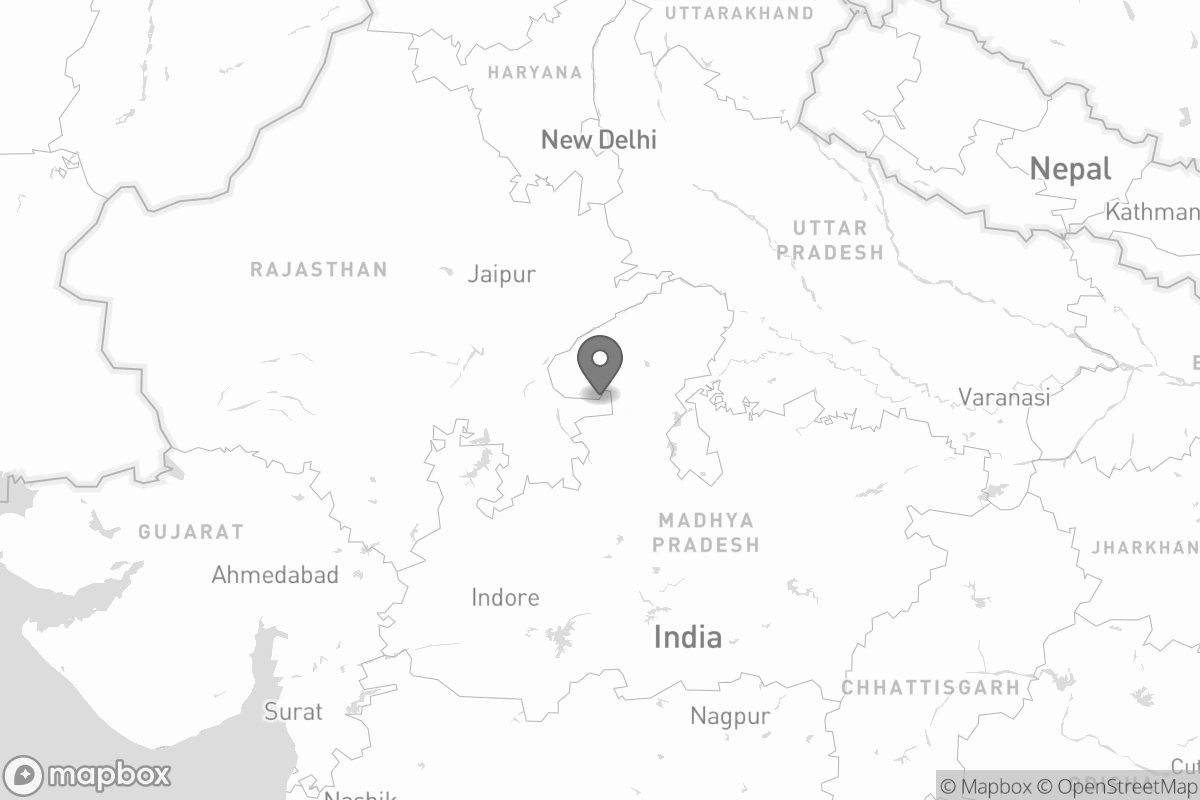 UTTARAKHAND
HARYANA
New Delhi
Nepal
Kathman
UTTAR
PRADESH
RAJASTHAN
Jaipur
Varanasi
MADHYA
PRADESH
GUJARAT
JHARKHAN
Ahmedabad
Indore
India
CHHATTISGARH
Surat
Nagpur
Cut
ODISHA
Nashik
mapbox
© Mapbox © OpenStreetMap